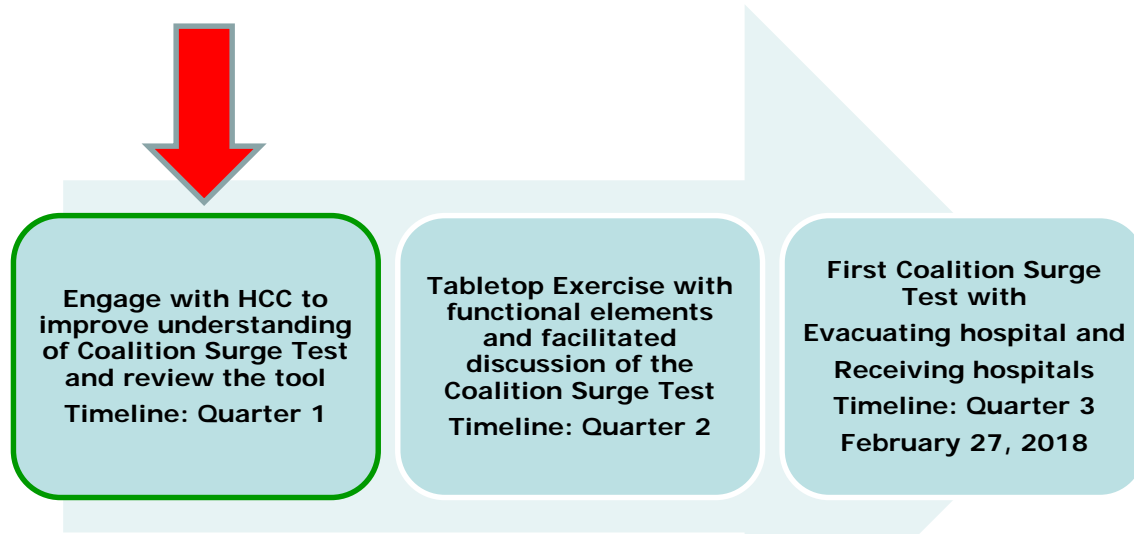 Engage with HCC to
improve understanding
of Coalition Surge Test
and review the tool
Timeline: Quarter 1
Tabletop Exercise with
functional elements
and facilitated
discussion of the
Coalition Surge Test
Timeline: Quarter 2
First Coalition Surge
Test with
Evacuating hospital and
Receiving hospitals
Timeline: Quarter 3
February 27, 2018